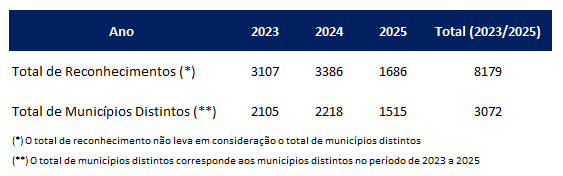 Ano 2023 2024 2025 Total (2023/2025)
Total de Reconhecimentos (*) 3107 3386 1686 8179
Total de Municípios Distintos (**) 2105 2218 1515 3072
(*) O total de reconhecimento não leva em consideração o total de municípios distintos
(**) O total de municípios distintos corresponde aos municípios distintos no período de 2023 a 2025